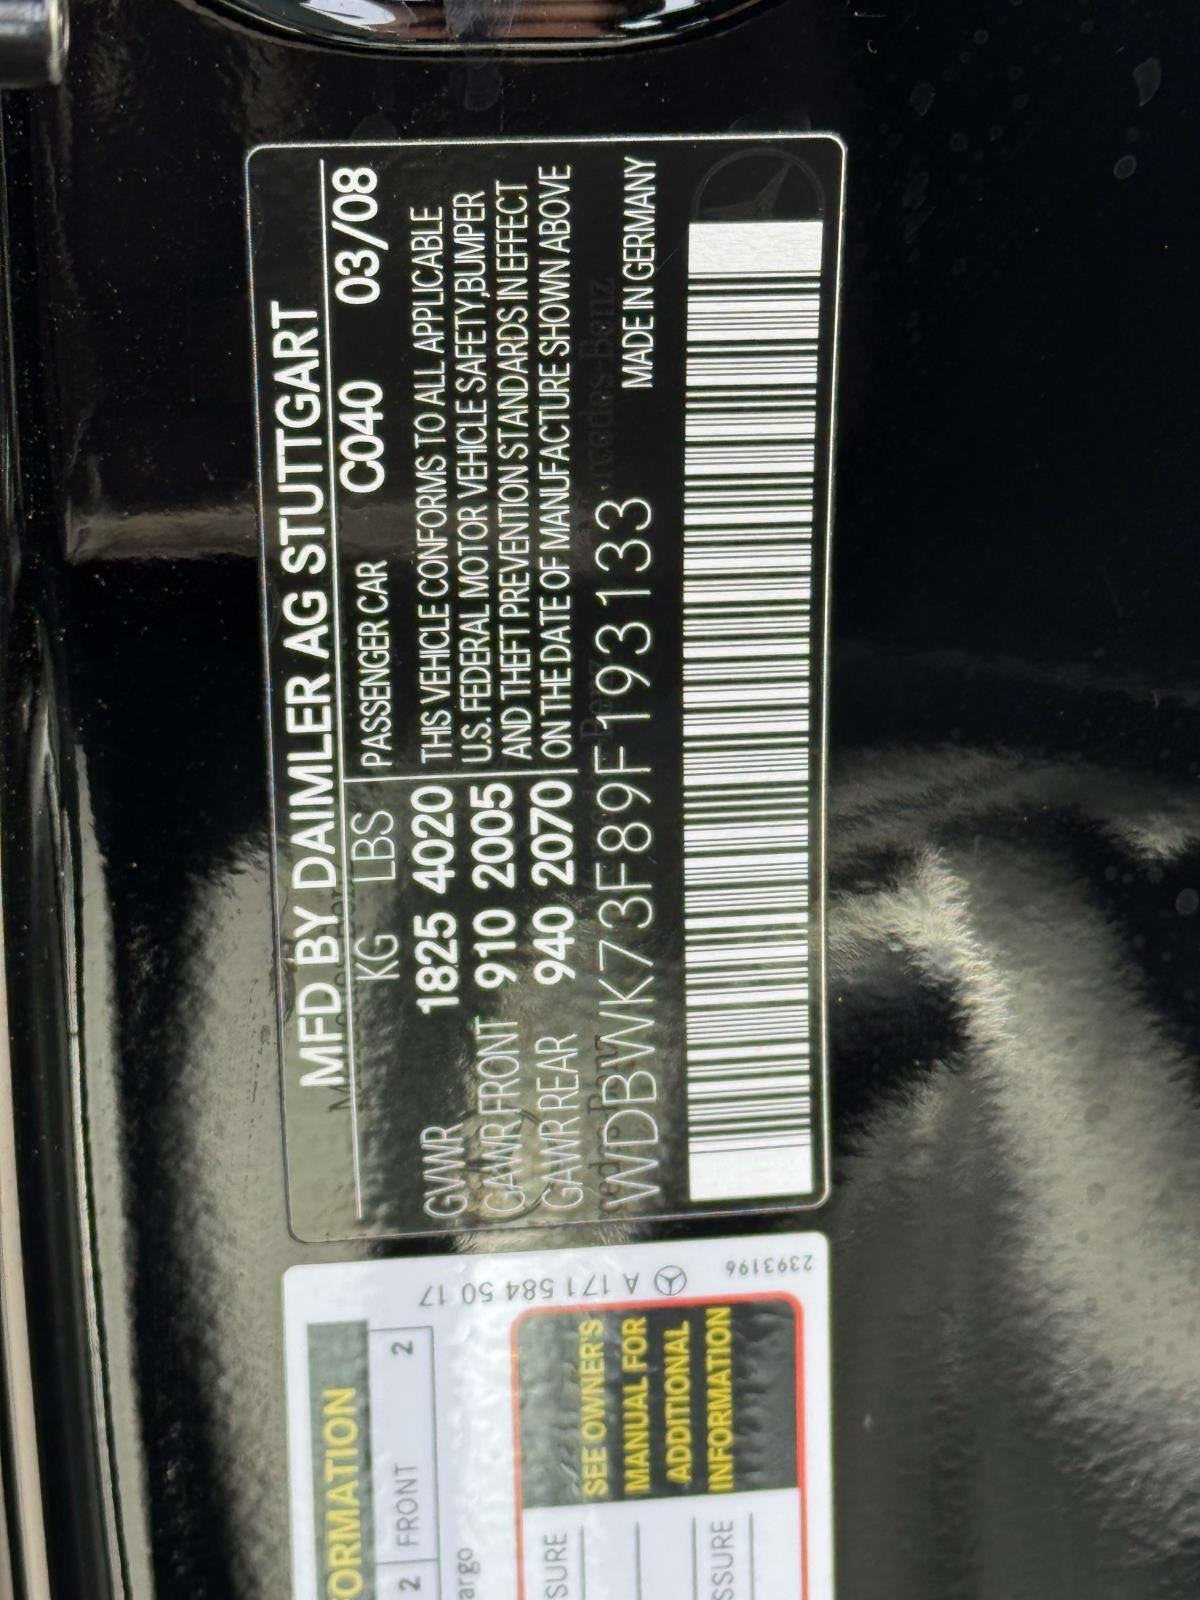 MFD BY DAIMLER AG STUTTGART
KG LBS PASSENGER CAR C040 03/08
GVWR 1825 4020 THIS VEHICLE CONFORMS TO ALL APPLICABLE
GAWR FRONT 910 2005 U.S. FEDERAL MOTOR VEHICLE SAFETY,BUMPER
AND THEFT PREVENTION STANDARDS IN EFFECT
GAWR REAR 940 2070 ON THE DATE OF MANUFACTURE SHOWN ABOVE
WDBWK73F89F193133 MADE IN GERMANY
A 171 584 50 17
2393196
ORMATION
2 FRONT 2
argo
SEE OWNER'S
MANUAL FOR
ADDITIONAL
INFORMATION
SURE
SSURE